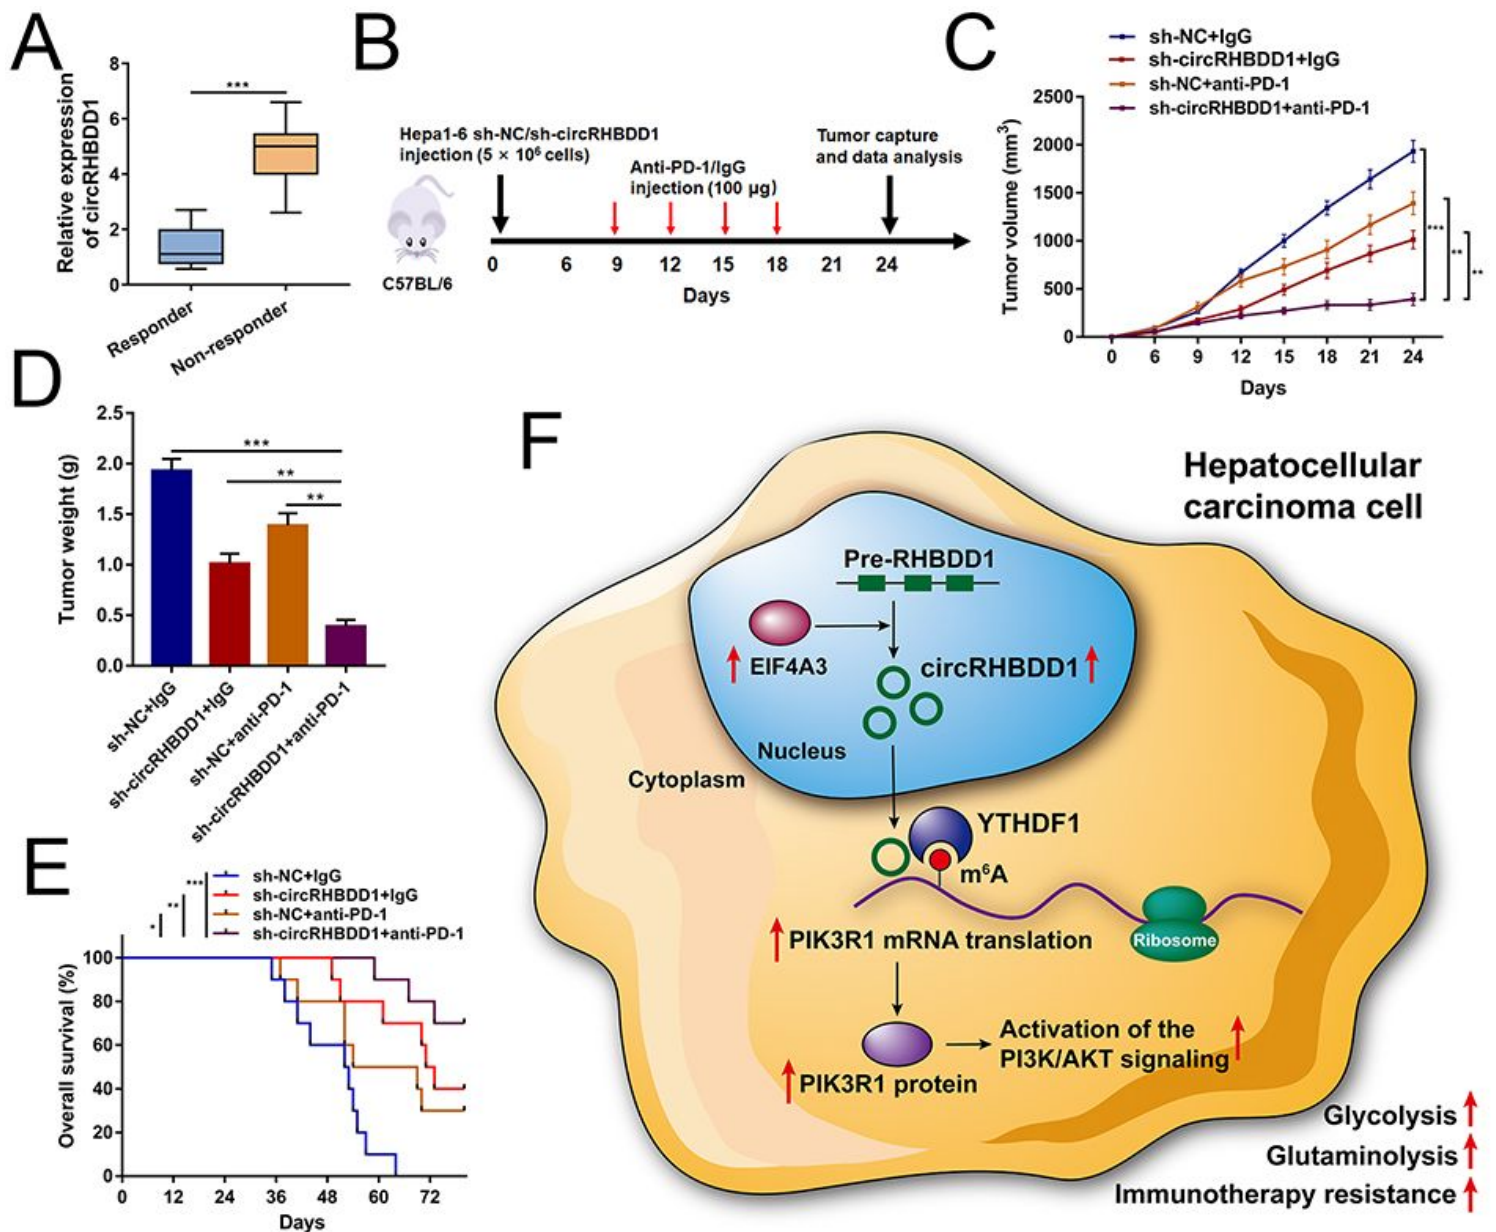 A
Relative expression
of circRHBDD1
8
6
4
2
0
***
Responder
Non-responder
B
Hepa1-6 sh-NC/sh-circRHBDD1
injection (5 × 10⁶ cells)
Anti-PD-1/IgG
injection (100 μg)
Tumor capture
and data analysis
C57BL/6
0 6 9 12 15 18 21 24
Days
C
sh-NC+IgG
sh-circRHBDD1+IgG
sh-NC+anti-PD-1
sh-circRHBDD1+anti-PD-1
Tumor volume (mm³)
2500
2000
1500
1000
500
0
*** ** **
0 6 9 12 15 18 21 24
Days
D
Tumor weight (g)
2.5
2.0
1.5
1.0
0.5
0.0
***
**
**
sh-NC+IgG
sh-circRHBDD1+IgG
sh-NC+anti-PD-1
sh-circRHBDD1+anti-PD-1
E
* ** ***
sh-NC+IgG
sh-circRHBDD1+IgG
sh-NC+anti-PD-1
sh-circRHBDD1+anti-PD-1
Overall survival (%)
100
80
60
40
20
0
0 12 24 36 48 60 72
Days
F
Hepatocellular
carcinoma cell
Pre-RHBDD1
EIF4A3
circRHBDD1
Nucleus
Cytoplasm
YTHDF1
m⁶A
Ribosome
PIK3R1 mRNA translation
Activation of the
PI3K/AKT signaling
PIK3R1 protein
Glycolysis
Glutaminolysis
Immunotherapy resistance